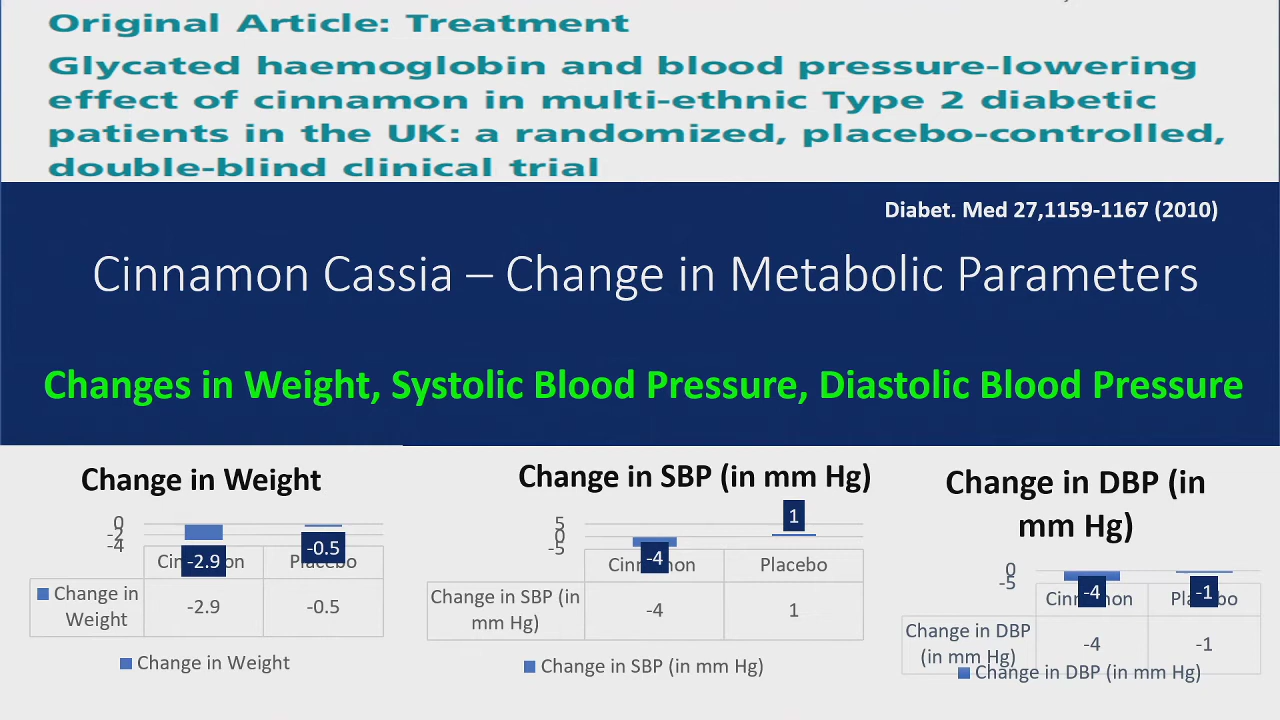 Original Article: Treatment
Glycated haemoglobin and blood pressure-lowering
effect of cinnamon in multi-ethnic Type 2 diabetic
patients in the UK: a randomized, placebo-controlled,
double-blind clinical trial
Diabet. Med 27,1159-1167 (2010)
Cinnamon Cassia – Change in Metabolic Parameters
Changes in Weight, Systolic Blood Pressure, Diastolic Blood Pressure
Change in Weight
0
-2
-4
-2.9
-0.5
Change in
Weight
-2.9
-0.5
Change in Weight
Change in SBP (in mm Hg)
5
0
-5
-4
1
Placebo
Change in SBP (in
mm Hg)
-4
1
Change in SBP (in mm Hg)
Change in DBP (in
mm Hg)
0
-5
-4
-1
Change in DBP
(in mm Hg)
-4
-1
Change in DBP (in mm Hg)